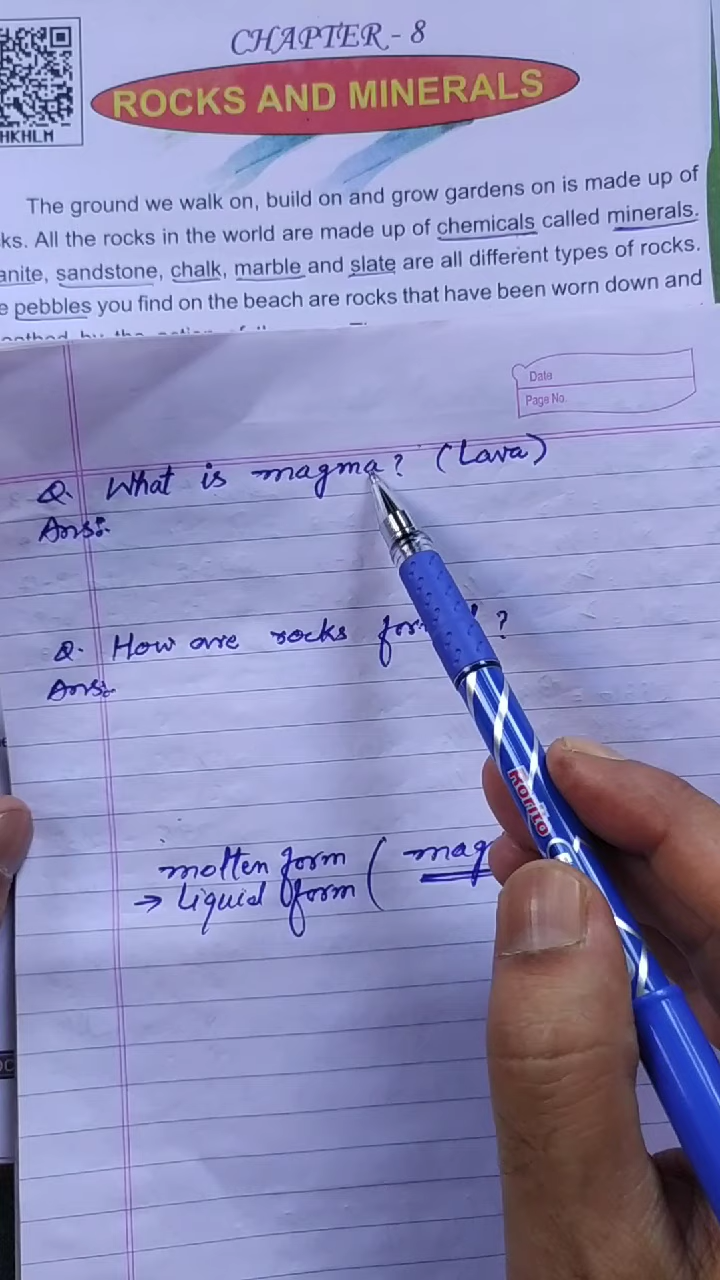 HKHLM
CHAPTER - 8
ROCKS AND MINERALS
The ground we walk on, build on and grow gardens on is made up of
ks. All the rocks in the world are made up of chemicals called minerals.
anite, sandstone, chalk, marble and slate are all different types of rocks.
e pebbles you find on the beach are rocks that have been worn down and
Date
Page No.
Q. What is magma? (Lava)
Ans:
Q. How are rocks for ?
Ans:
molten form ( mag
→ Liquid form